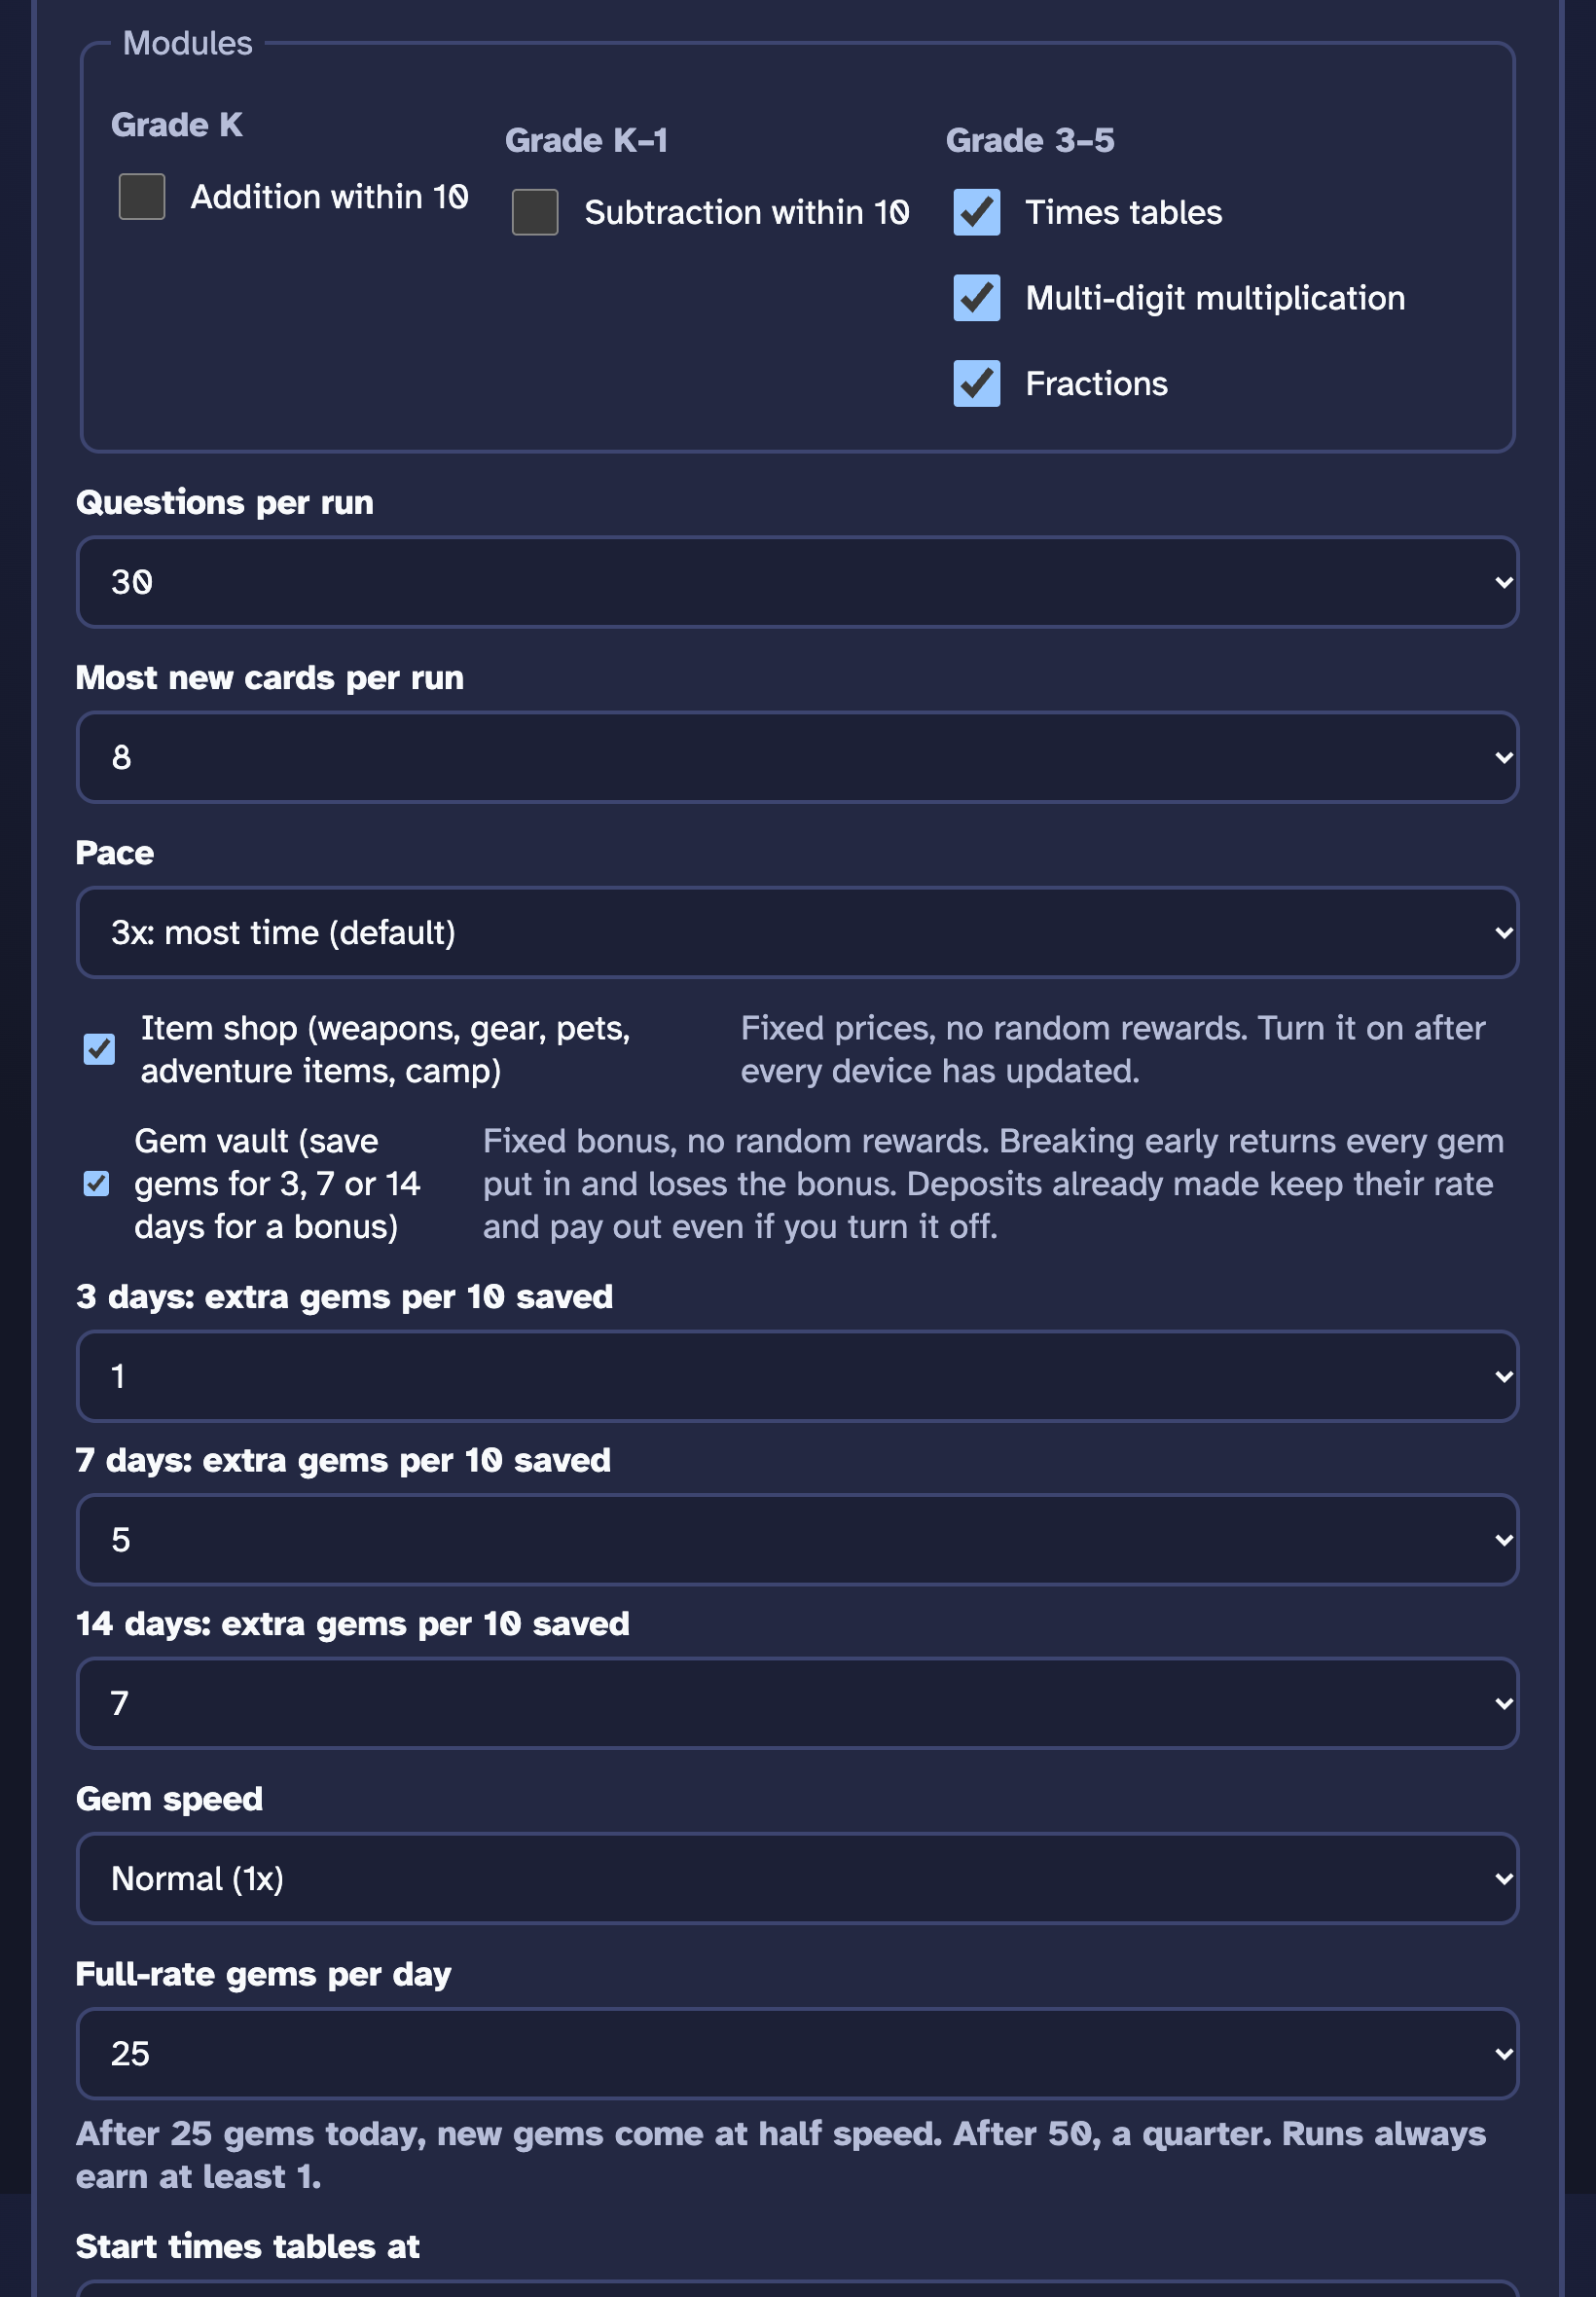 Modules
Grade K
Addition within 10
Grade K–1
Subtraction within 10
Grade 3–5
Times tables
Multi-digit multiplication
Fractions
Questions per run
30
Most new cards per run
8
Pace
3x: most time (default)
Item shop (weapons, gear, pets,
adventure items, camp)
Fixed prices, no random rewards. Turn it on after
every device has updated.
Gem vault (save
gems for 3, 7 or 14
days for a bonus)
Fixed bonus, no random rewards. Breaking early returns every gem
put in and loses the bonus. Deposits already made keep their rate
and pay out even if you turn it off.
3 days: extra gems per 10 saved
1
7 days: extra gems per 10 saved
5
14 days: extra gems per 10 saved
7
Gem speed
Normal (1x)
Full-rate gems per day
25
After 25 gems today, new gems come at half speed. After 50, a quarter. Runs always
earn at least 1.
Start times tables at